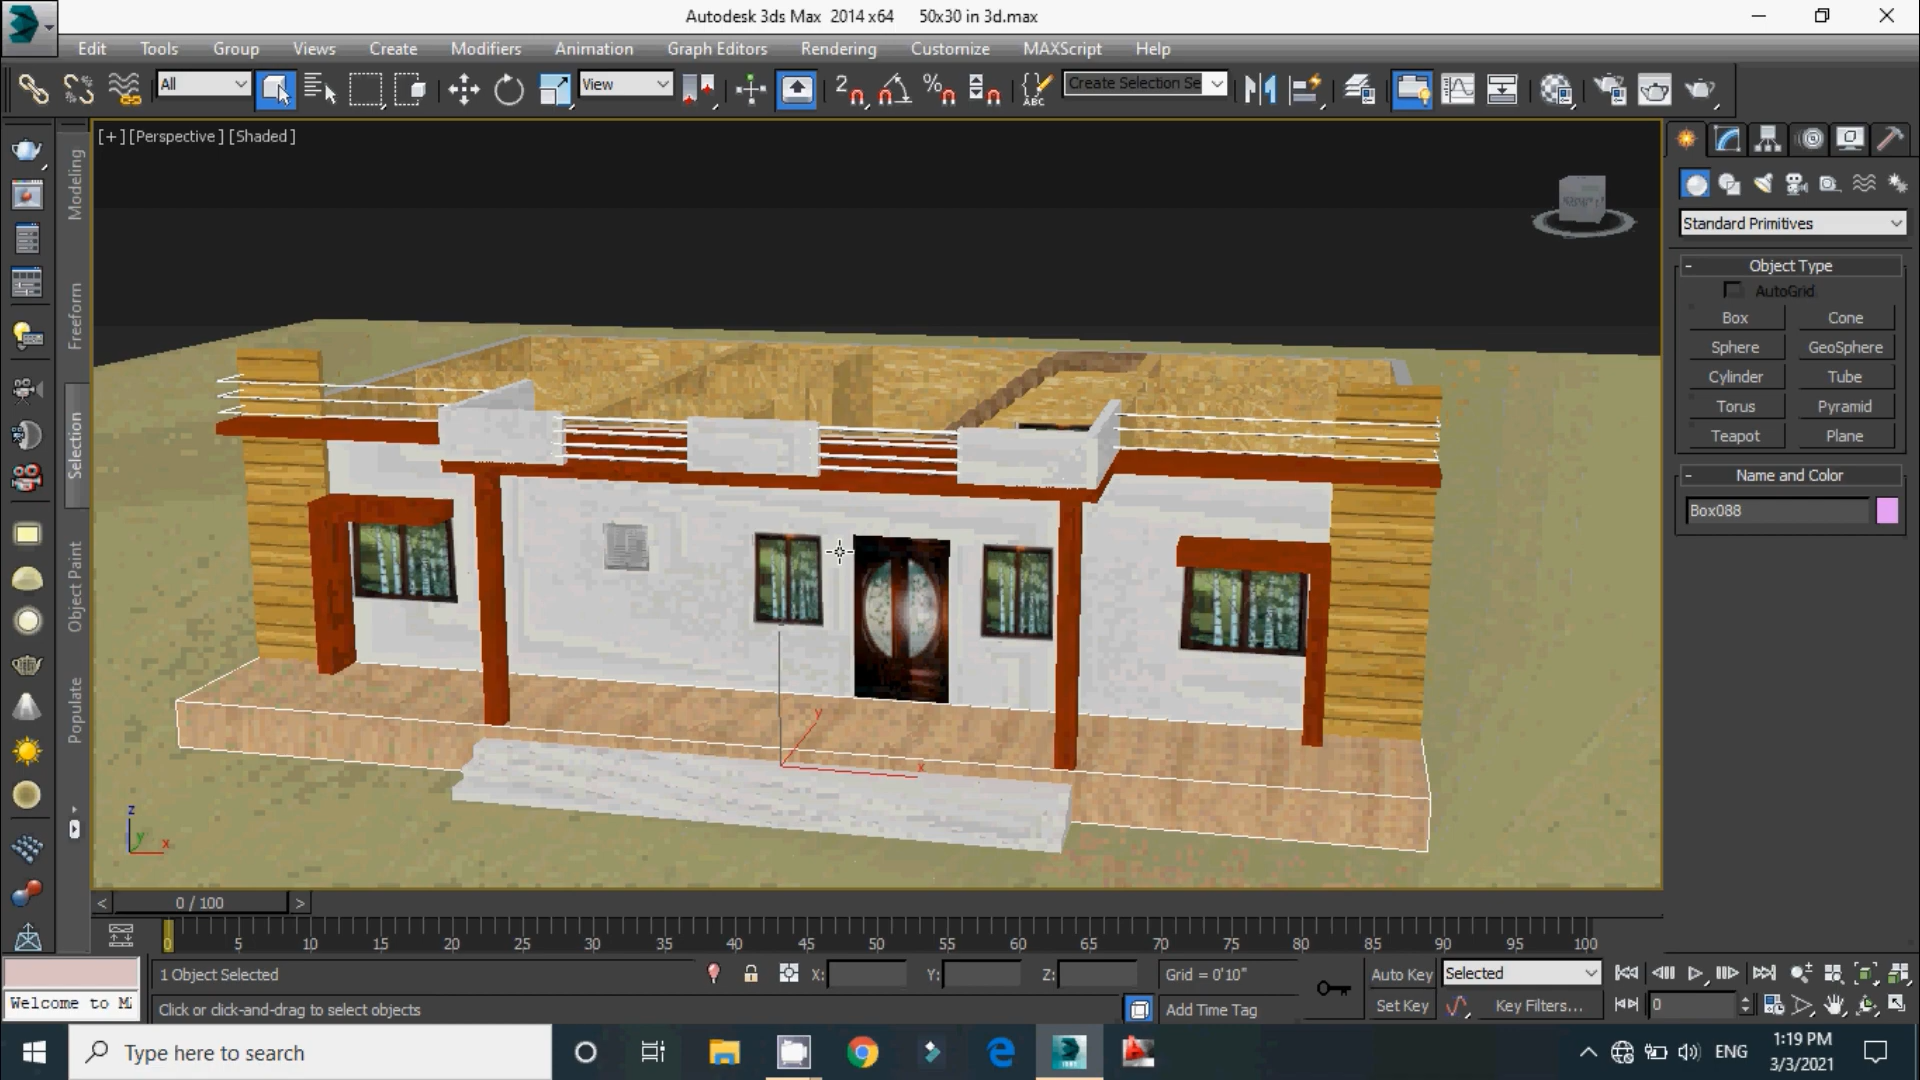 Autodesk 3ds Max 2014 x64 50x30 in 3d.max
Edit Tools Group Views Create Modifiers Animation Graph Editors Rendering Customize MAXScript Help
All View ABC Create Selection Se
[+] [Perspective] [Shaded]
Modeling
Freeform
Selection
Object Paint
Populate
Standard Primitives
- Object Type
AutoGrid
Box Cone
Sphere GeoSphere
Cylinder Tube
Torus Pyramid
Teapot Plane
- Name and Color
Box088
y
x
z
y x
< 0 / 100 >
0 5 10 15 20 25 30 35 40 45 50 55 60 65 70 75 80 85 90 95 100
1 Object Selected X: Y: Z: Grid = 0'10" Auto Key Selected
Welcome to M
Click or click-and-drag to select objects Add Time Tag Set Key Key Filters... 0
Type here to search
ENG 1:19 PM
3/3/2021